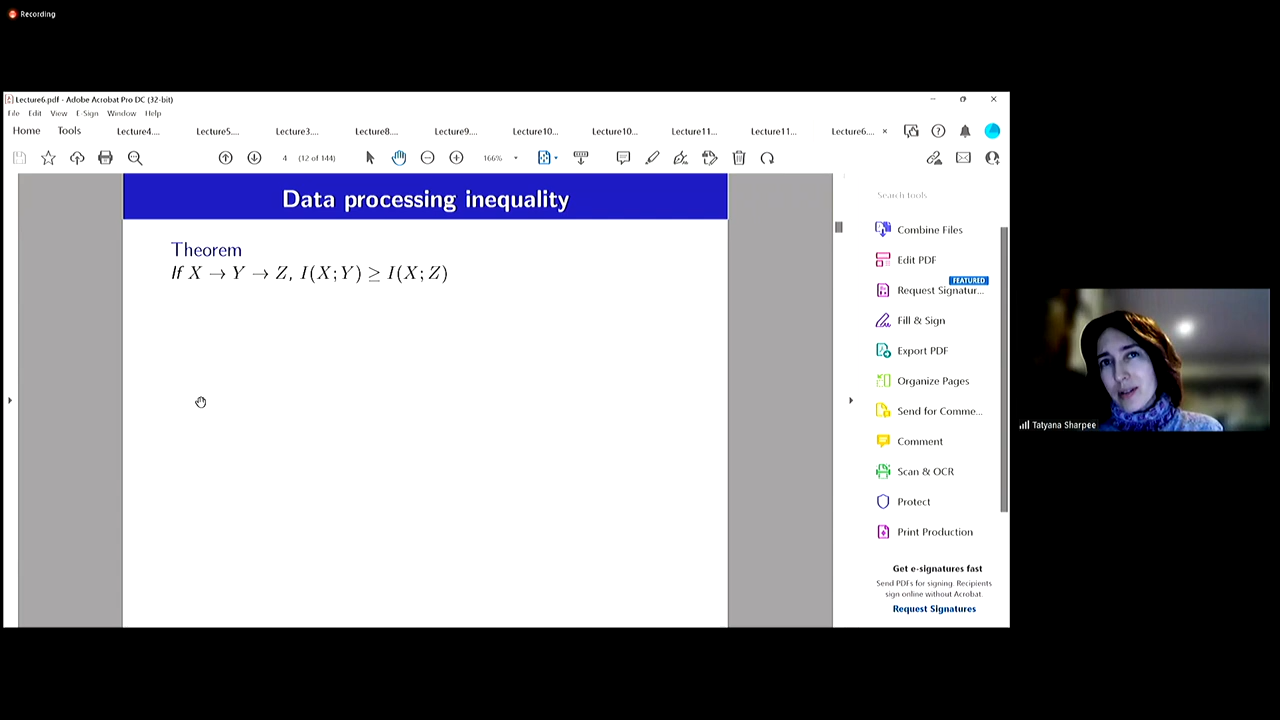 Recording
Lecture6.pdf - Adobe Acrobat Pro DC (32-bit)
File Edit View E-Sign Window Help
Home Tools Lecture4.... Lecture5.... Lecture3.... Lecture8.... Lecture9.... Lecture10... Lecture10... Lecture11... Lecture11... Lecture6.... ×
4 (12 of 144) 166%
Data processing inequality
Theorem
If X → Y → Z, I(X; Y) ≥ I(X; Z)
Search tools
Combine Files
Edit PDF
FEATURED
Request Signatur...
Fill & Sign
Export PDF
Organize Pages
Send for Comme...
Comment
Scan & OCR
Protect
Print Production
Get e-signatures fast
Send PDFs for signing. Recipients
sign online without Acrobat.
Request Signatures
Tatyana Sharpee